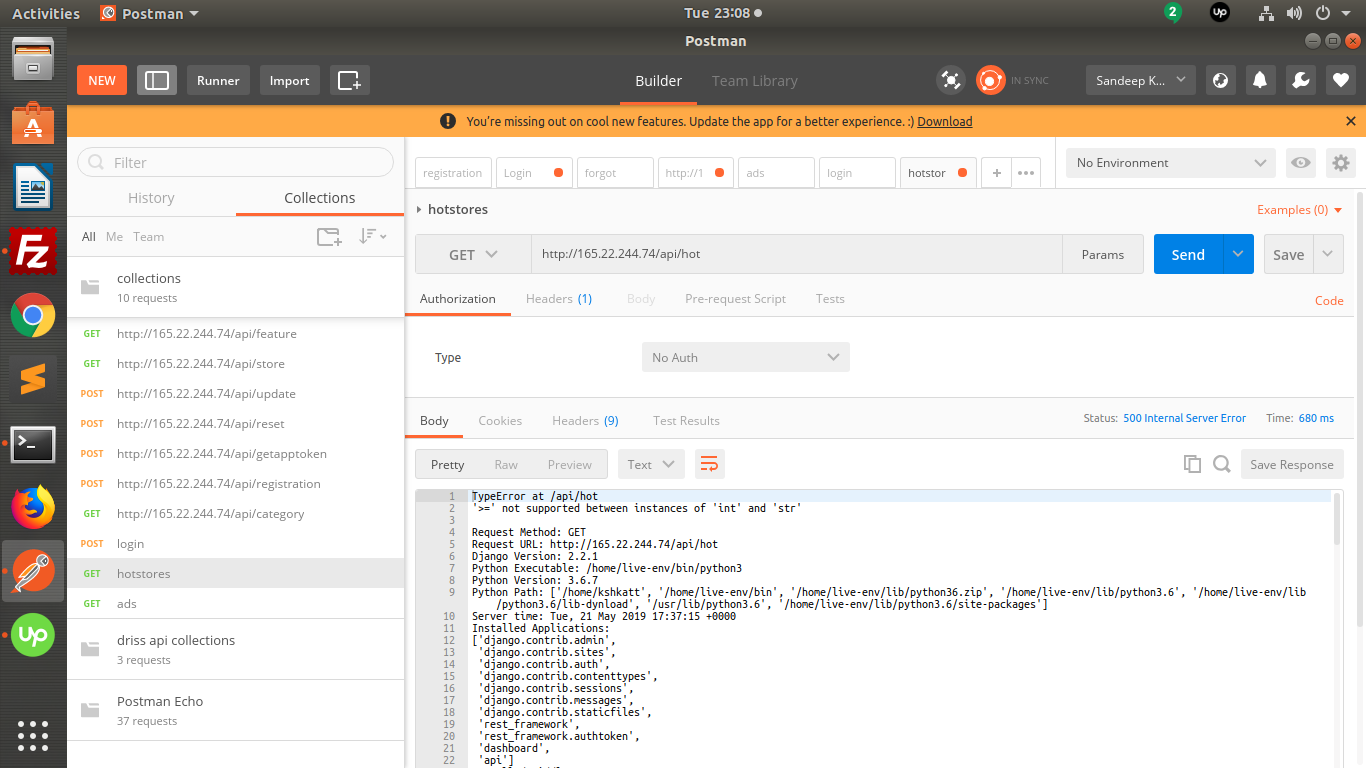 Activities
Postman
Tue 23:08
2
Up
Postman
NEW
Runner
Import
Builder
Team Library
IN SYNC
Sandeep K...
You're missing out on cool new features. Update the app for a better experience. :) Download
Filter
History
Collections
All Me Team
collections
10 requests
GET http://165.22.244.74/api/feature
GET http://165.22.244.74/api/store
POST http://165.22.244.74/api/update
POST http://165.22.244.74/api/reset
POST http://165.22.244.74/api/getapptoken
POST http://165.22.244.74/api/registration
GET http://165.22.244.74/api/category
POST login
GET hotstores
GET ads
driss api collections
3 requests
Postman Echo
37 requests
registration
Login
forgot
http://1
ads
login
hotstor
No Environment
hotstores
Examples (0)
GET
http://165.22.244.74/api/hot
Params
Send
Save
Authorization
Headers (1)
Body
Pre-request Script
Tests
Code
Type
No Auth
Body
Cookies
Headers (9)
Test Results
Status: 500 Internal Server Error
Time: 680 ms
Pretty
Raw
Preview
Text
Save Response
1 TypeError at /api/hot
2 '>=' not supported between instances of 'int' and 'str'
3
4 Request Method: GET
5 Request URL: http://165.22.244.74/api/hot
6 Django Version: 2.2.1
7 Python Executable: /home/live-env/bin/python3
8 Python Version: 3.6.7
9 Python Path: ['/home/kshkatt', '/home/live-env/bin', '/home/live-env/lib/python36.zip', '/home/live-env/lib/python3.6', '/home/live-env/lib
/python3.6/lib-dynload', '/usr/lib/python3.6', '/home/live-env/lib/python3.6/site-packages']
10 Server time: Tue, 21 May 2019 17:37:15 +0000
11 Installed Applications:
12 ['django.contrib.admin',
13 'django.contrib.sites',
14 'django.contrib.auth',
15 'django.contrib.contenttypes',
16 'django.contrib.sessions',
17 'django.contrib.messages',
18 'django.contrib.staticfiles',
19 'rest_framework',
20 'rest_framework.authtoken',
21 'dashboard',
22 'api']